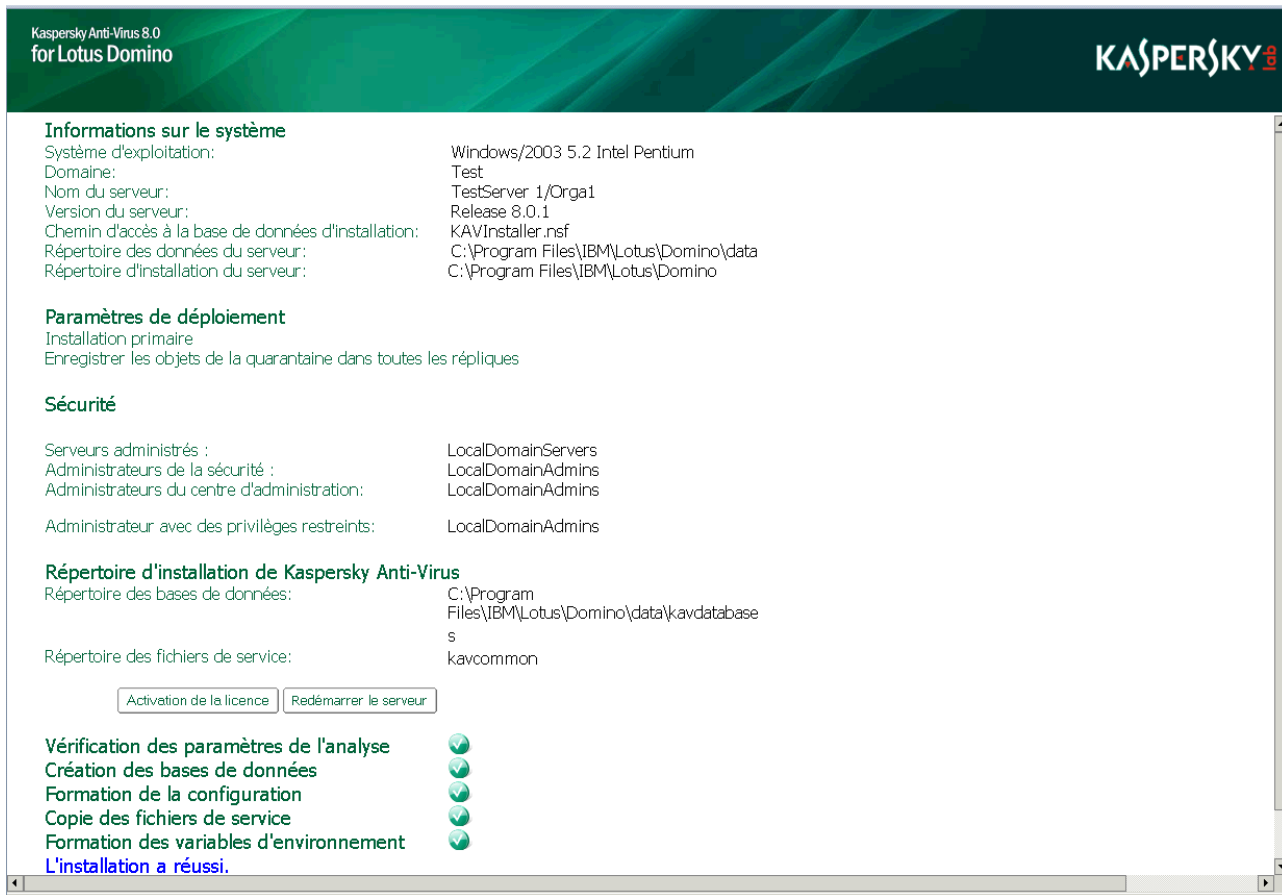 Kaspersky Anti-Virus 8.0
for Lotus Domino
KASPERSKY lab
Informations sur le système
Système d'exploitation: Windows/2003 5.2 Intel Pentium
Domaine: Test
Nom du serveur: TestServer 1/Orga1
Version du serveur: Release 8.0.1
Chemin d'accès à la base de données d'installation: KAVInstaller.nsf
Répertoire des données du serveur: C:\Program Files\IBM\Lotus\Domino\data
Répertoire d'installation du serveur: C:\Program Files\IBM\Lotus\Domino
Paramètres de déploiement
Installation primaire
Enregistrer les objets de la quarantaine dans toutes les répliques
Sécurité
Serveurs administrés : LocalDomainServers
Administrateurs de la sécurité : LocalDomainAdmins
Administrateurs du centre d'administration: LocalDomainAdmins
Administrateur avec des privilèges restreints: LocalDomainAdmins
Répertoire d'installation de Kaspersky Anti-Virus
Répertoire des bases de données: C:\Program
Files\IBM\Lotus\Domino\data\kavdatabase
s
Répertoire des fichiers de service: kavcommon
Activation de la licence Redémarrer le serveur
Vérification des paramètres de l'analyse
Création des bases de données
Formation de la configuration
Copie des fichiers de service
Formation des variables d'environnement
L'installation a réussi.